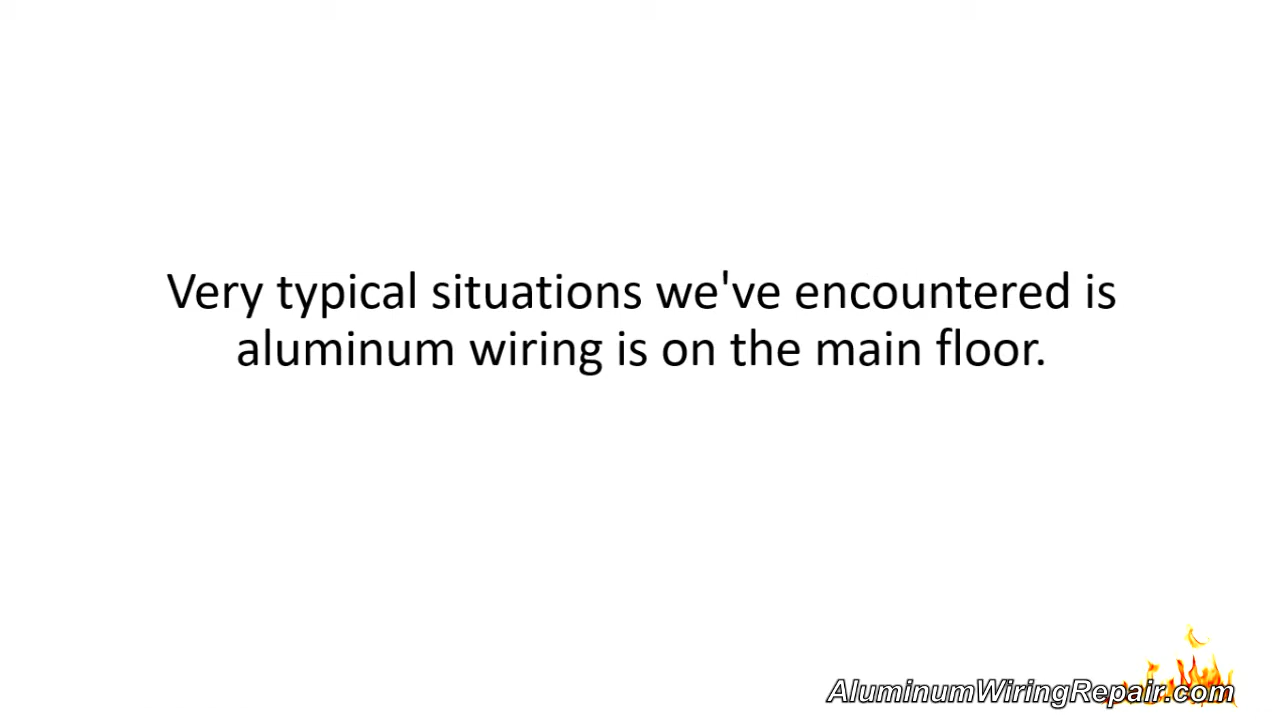 Very typical situations we've encountered is
aluminum wiring is on the main floor.
AluminumWiringRepair.com